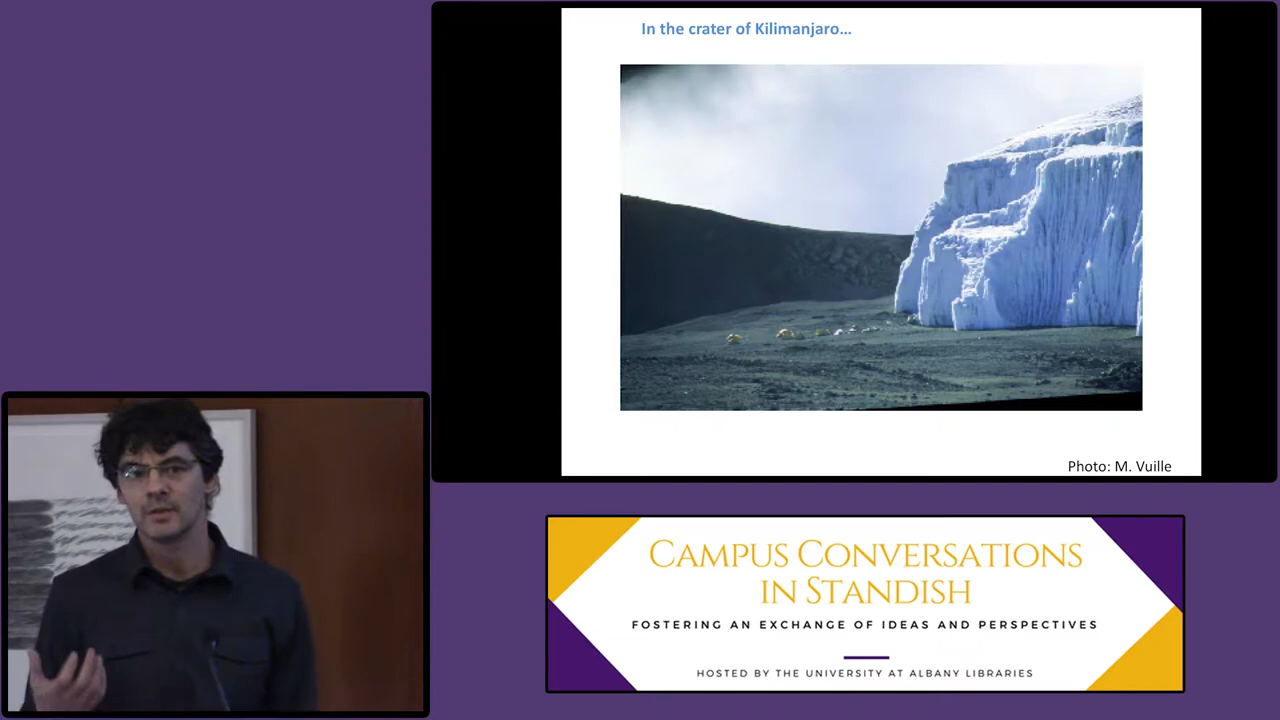 In the crater of Kilimanjaro…
Photo: M. Vuille
CAMPUS CONVERSATIONS
IN STANDISH
FOSTERING AN EXCHANGE OF IDEAS AND PERSPECTIVES
HOSTED BY THE UNIVERSITY AT ALBANY LIBRARIES